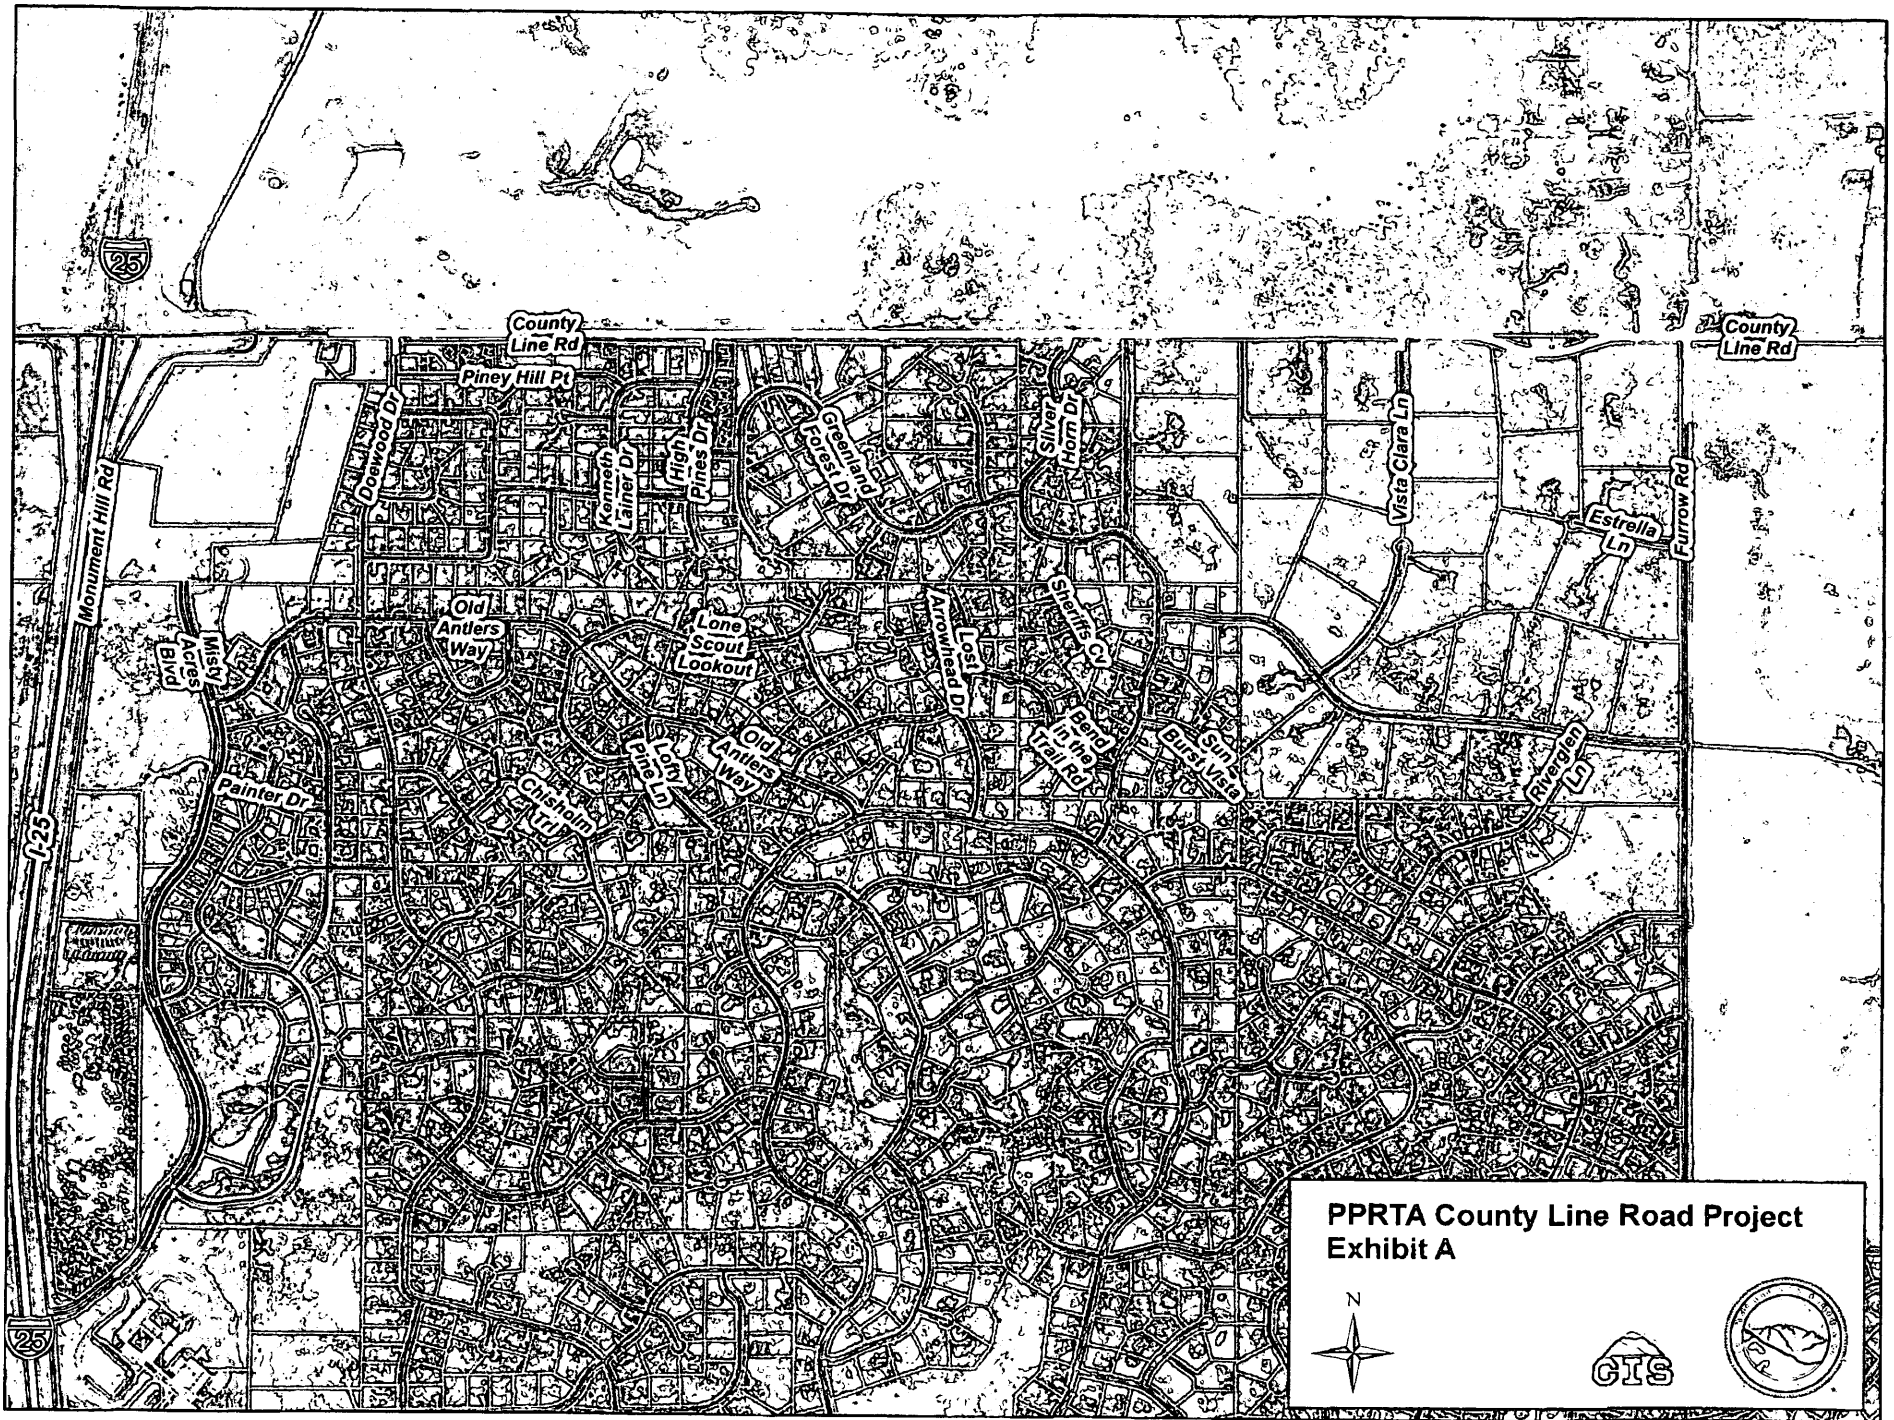 25
County
Line Rd
County
Line Rd
Piney Hill Pt
Doewood Dr
Kenneth
Lainer Dr
High
Pines Dr
Greenland
Forest Dr
Silver
Horn Dr
Vista Clara Ln
Monument Hill Rd
Furrow Rd
Estrella
Ln
Misty
Acres
Blvd
Old
Antlers
Way
Lone
Scout
Lookout
Lost
Arrowhead Dr
Sheriffs Cv
Bend
in the
Trail Rd
Sun
Burst Vista
Riverglen
Ln
Painter Dr
Chisholm
Trl
Lofty
Pine Ln
Old
Antlers
Way
I-25
25
PPRTA County Line Road Project
Exhibit A
N
GIS